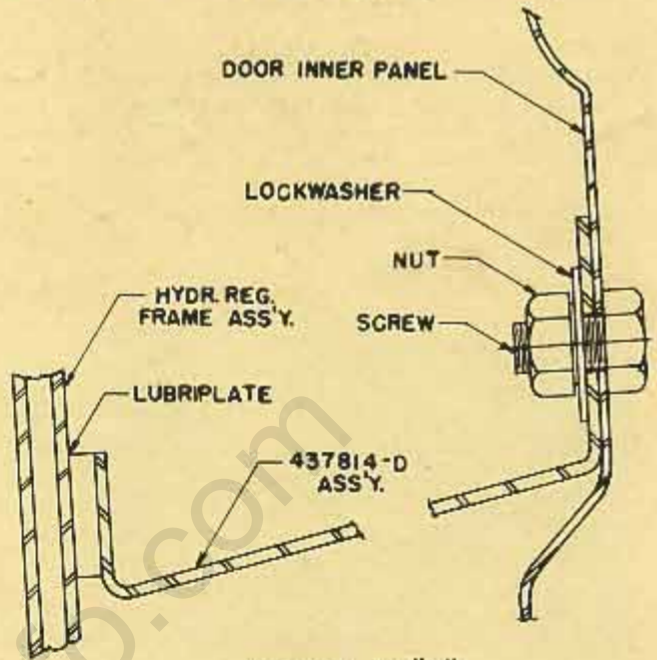 DOOR INNER PANEL
LOCKWASHER
NUT
HYDR. REG.
FRAME ASS'Y.
SCREW
LUBRIPLATE
437814-D
ASS'Y.